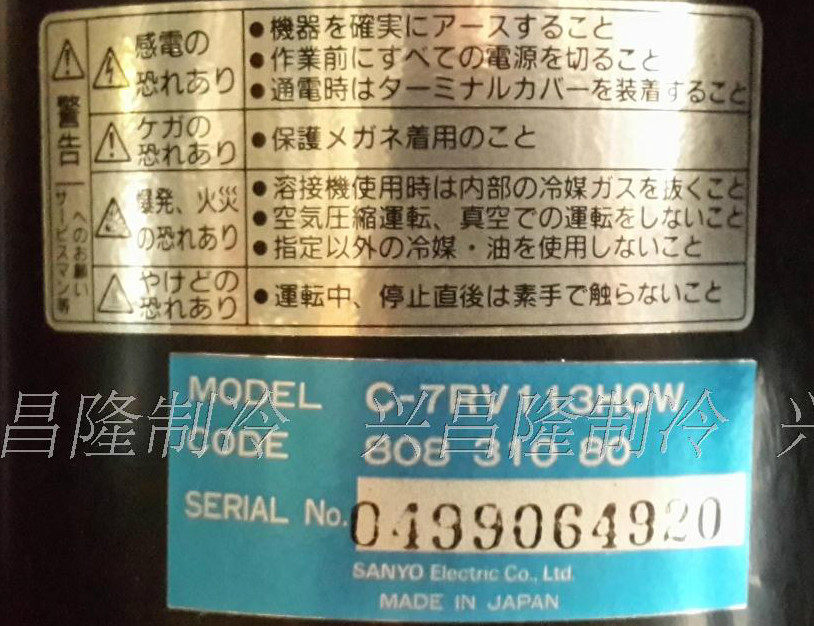 警告
サービスマン等へのお願い
感電の
恐れあり
●機器を確実にアースすること
●作業前にすべての電源を切ること
●通電時はターミナルカバーを装着すること
ケガの
恐れあり
●保護メガネ着用のこと
爆発、火災
の恐れあり
●溶接機使用時は内部の冷媒ガスを抜くこと
●空気圧縮運転、真空での運転をしないこと
●指定以外の冷媒・油を使用しないこと
やけどの
恐れあり
●運転中、停止直後は素手で触らないこと
MODEL C-7RV113H0W
CODE 808 310 80
SERIAL No. 04999064920
SANYO Electric Co., Ltd.
MADE IN JAPAN
昌隆制冷 兴昌隆制冷 兴